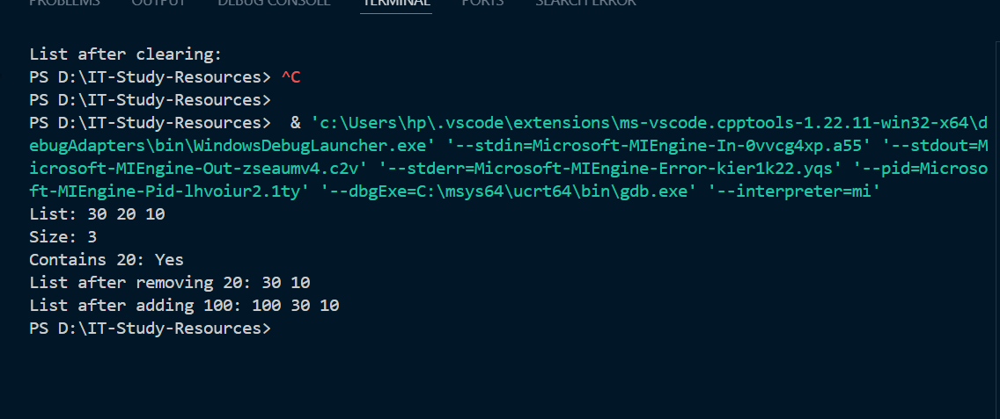 PROBLEMS OUTPUT DEBUG CONSOLE TERMINAL PORTS SEARCH ERROR
List after clearing:
PS D:\IT-Study-Resources> ^C
PS D:\IT-Study-Resources>
PS D:\IT-Study-Resources>  & 'c:\Users\hp\.vscode\extensions\ms-vscode.cpptools-1.22.11-win32-x64\d
ebugAdapters\bin\WindowsDebugLauncher.exe' '--stdin=Microsoft-MIEngine-In-0vvcg4xp.a55' '--stdout=M
icrosoft-MIEngine-Out-zseaumv4.c2v' '--stderr=Microsoft-MIEngine-Error-kier1k22.yqs' '--pid=Microso
ft-MIEngine-Pid-lhvoiur2.1ty' '--dbgExe=C:\msys64\ucrt64\bin\gdb.exe' '--interpreter=mi'
List: 30 20 10
Size: 3
Contains 20: Yes
List after removing 20: 30 10
List after adding 100: 100 30 10
PS D:\IT-Study-Resources>